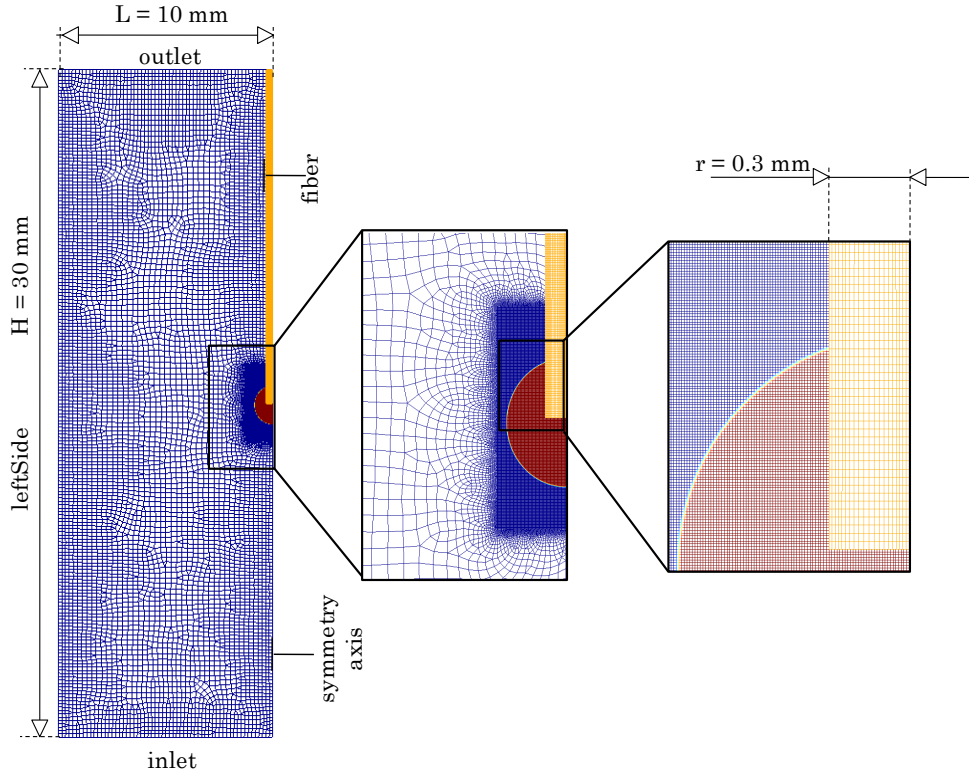 L = 10 mm
outlet
fiber
H = 30 mm
leftSide
symmetry
axis
inlet
r = 0.3 mm